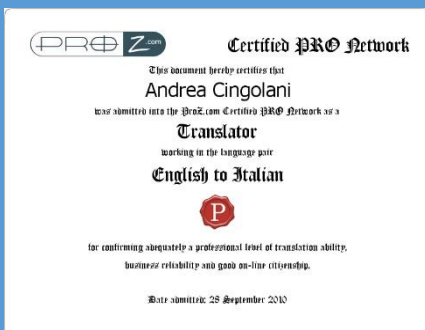 PROZ.com
Certified PRO Network
This document hereby certifies that
Andrea Cingolani
was admitted into the ProZ.com Certified PRO Network as a
Translator
working in the language pair
English to Italian
P
for confirming adequately a professional level of translation ability,
business reliability and good on-line citizenship.
Date admitted: 28 September 2010